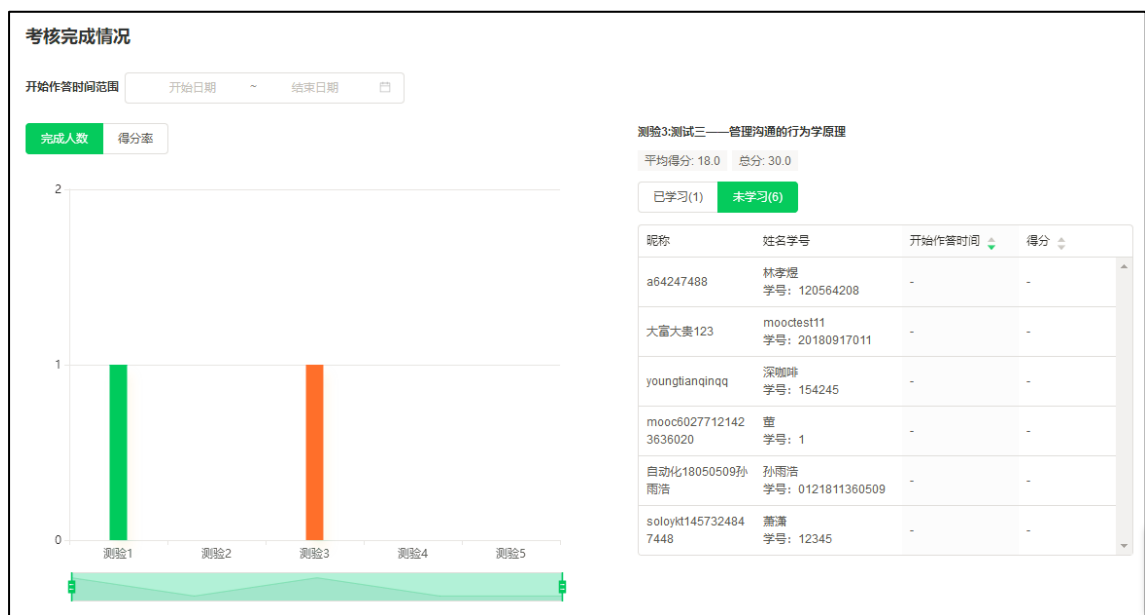 考核完成情况
开始作答时间范围 开始日期 ~ 结束日期
完成人数 得分率
2
1
0
测验1 测验2 测验3 测验4 测验5
测验3:测试三——管理沟通的行为学原理
平均得分: 18.0 总分: 30.0
已学习(1) 未学习(6)
昵称 姓名学号 开始作答时间 得分
a64247488 林孝煜 - -
学号：120564208
大富大贵123 mooctest11 - -
学号：20180917011
youngtianqinqq 深咖啡 - -
学号：154245
mooc6027712142 茔 - -
3636020 学号：1
自动化18050509孙 孙雨浩 - -
雨浩 学号：0121811360509
soloykt145732484 萧潇 - -
7448 学号：12345